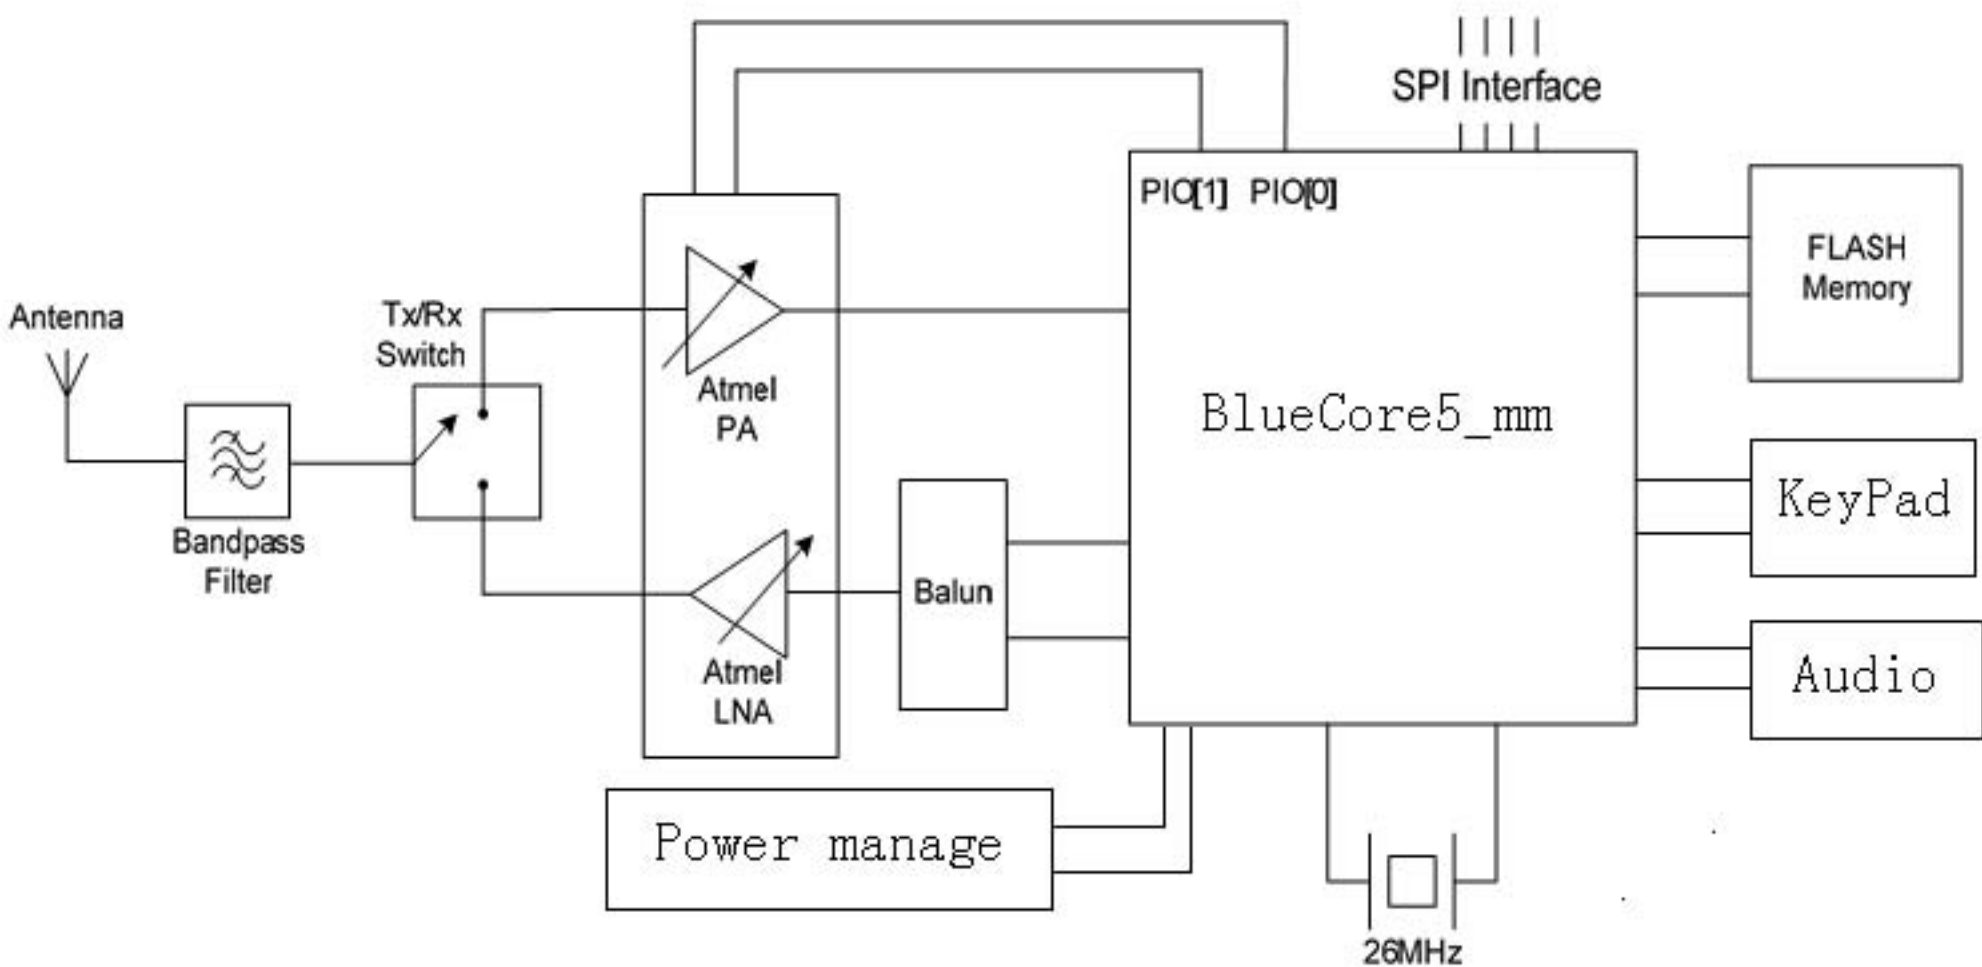 SPI Interface
PIO[1] PIO[0]
FLASH
Memory
Antenna
Tx/Rx
Switch
Atmel
PA
BlueCore5_mm
KeyPad
Bandpass
Filter
Balun
Atmel
LNA
Audio
Power manage
26MHz